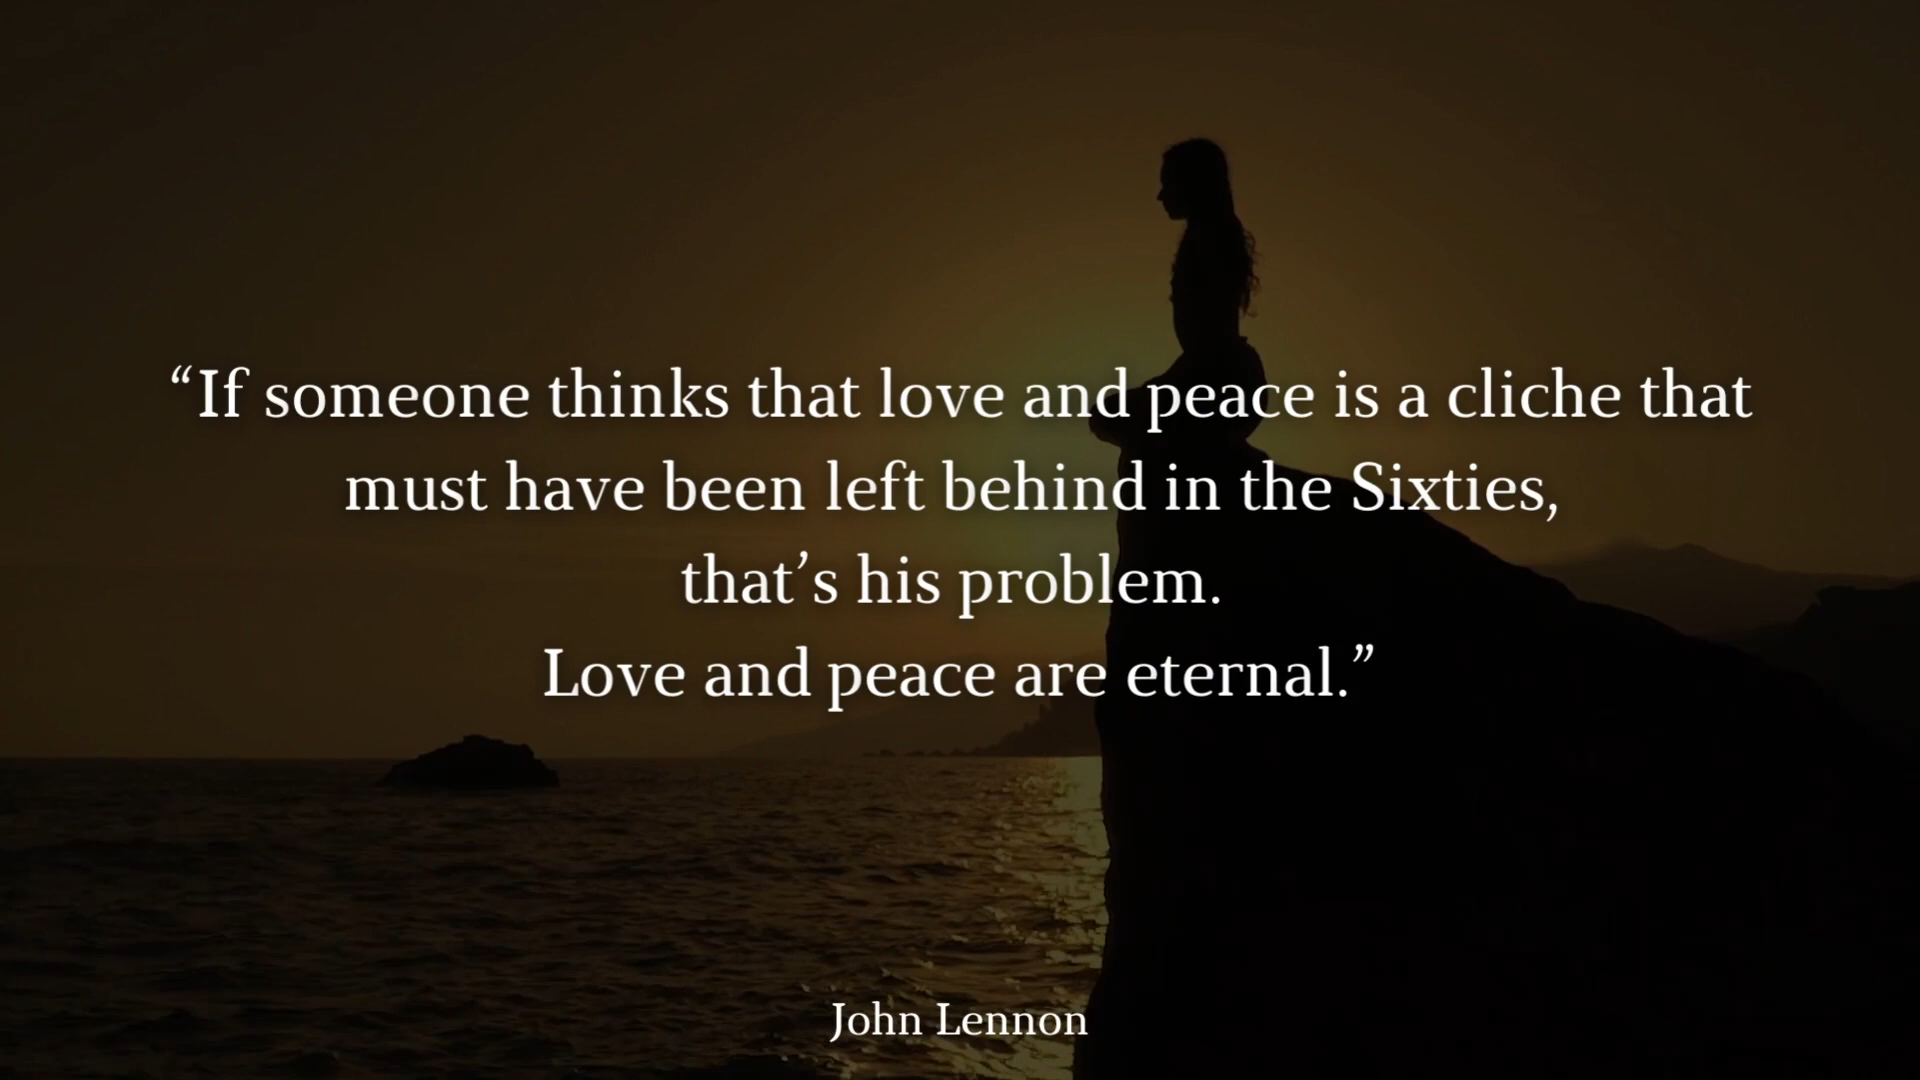 “If someone thinks that love and peace is a cliche that
must have been left behind in the Sixties,
that’s his problem.
Love and peace are eternal.”
John Lennon